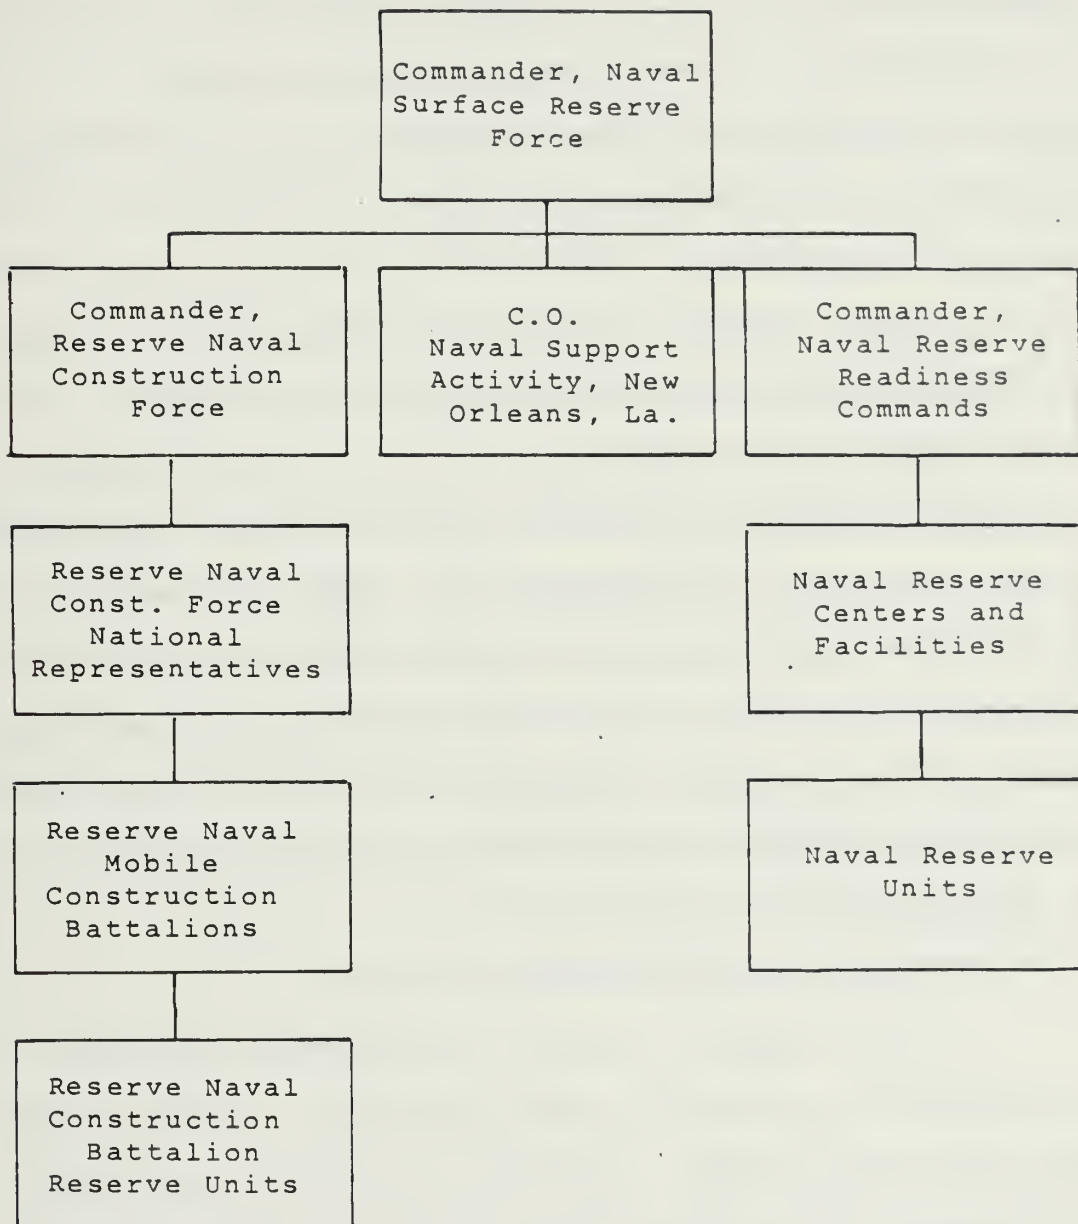 Commander, Naval
Surface Reserve
Force
Commander,
Reserve Naval
Construction
Force
C.O.
Naval Support
Activity, New
Orleans, La.
Commander,
Naval Reserve
Readiness
Commands
Reserve Naval
Const. Force
National
Representatives
Naval Reserve
Centers and
Facilities
Reserve Naval
Mobile
Construction
Battalions
Naval Reserve
Units
Reserve Naval
Construction
Battalion
Reserve Units